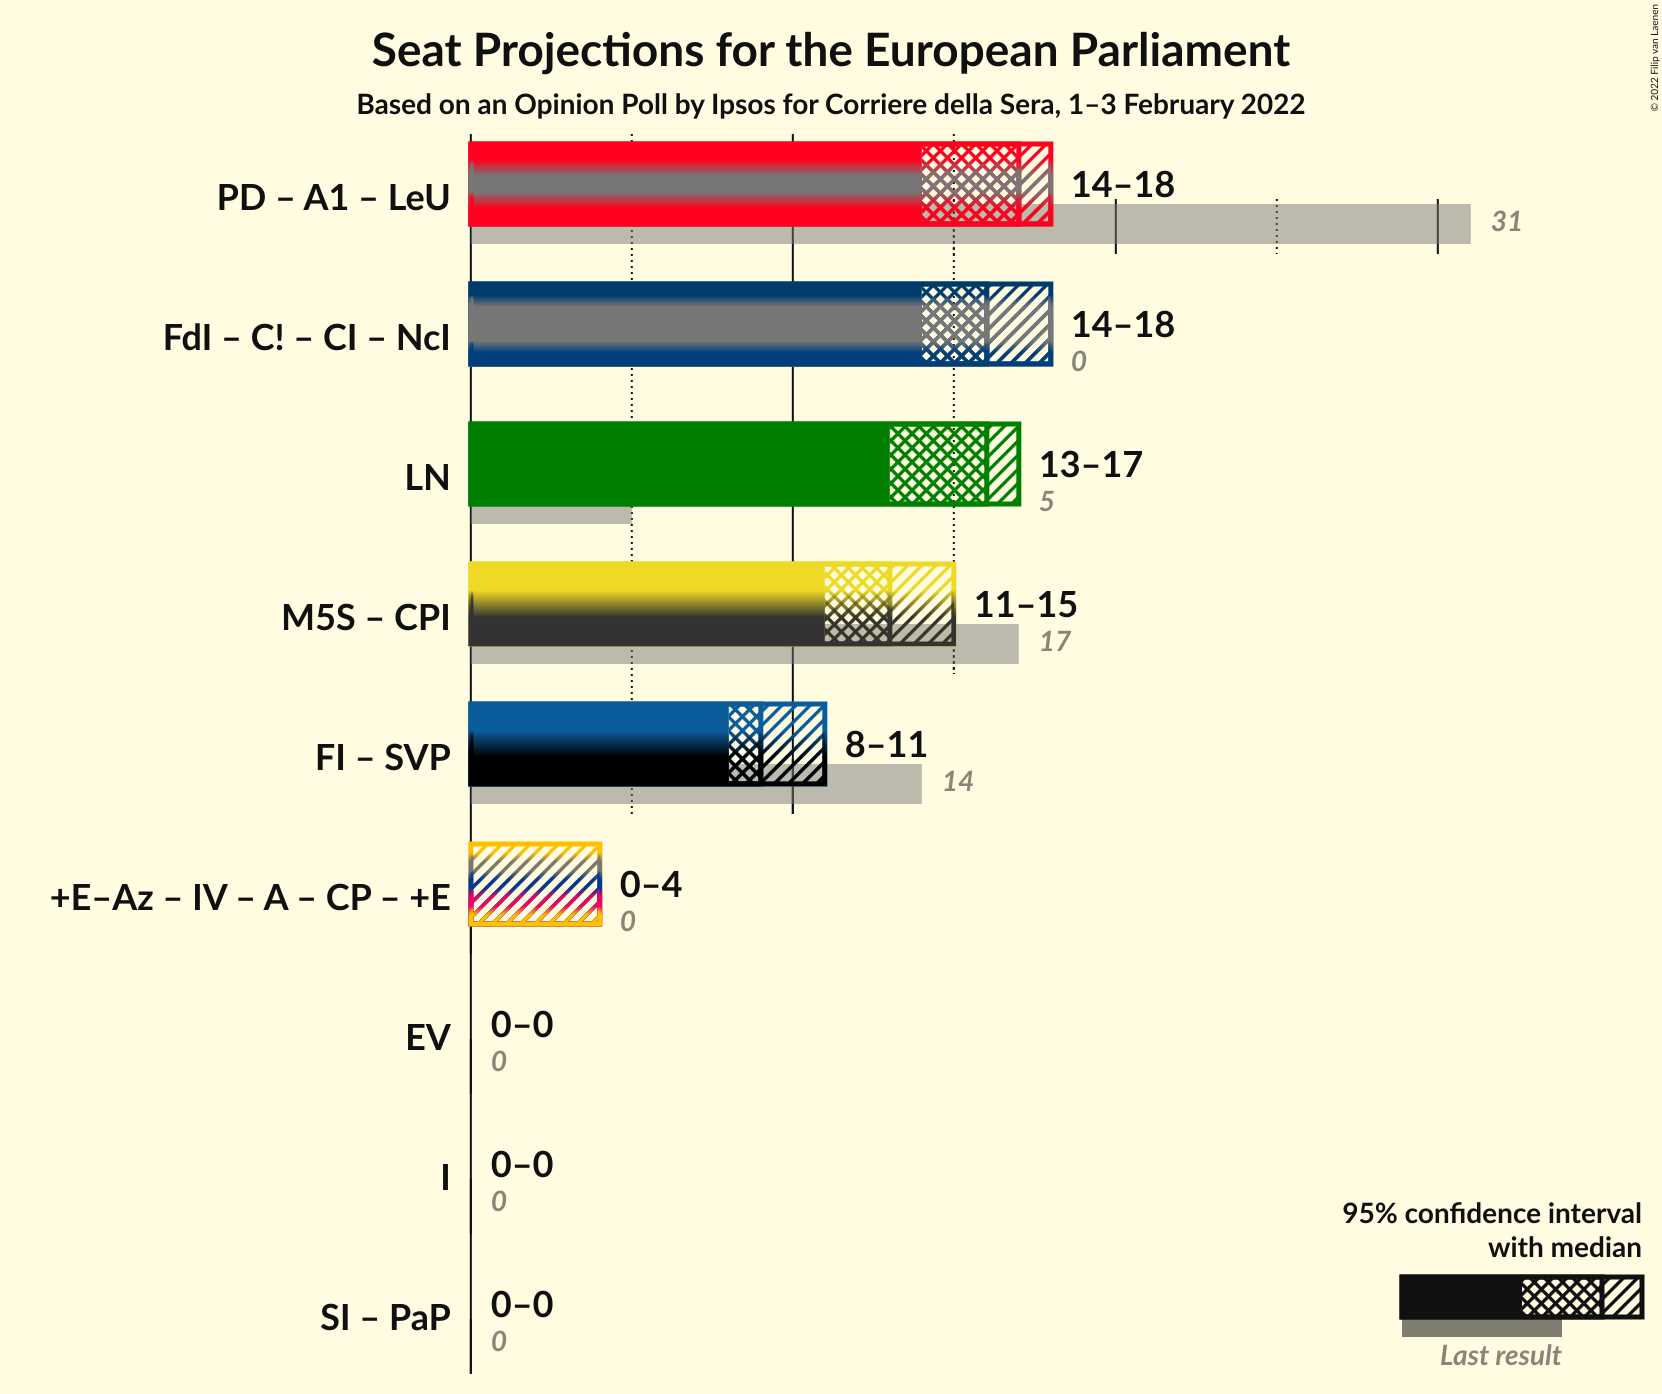 Seat Projections for the European Parliament
Based on an Opinion Poll by Ipsos for Corriere della Sera, 1–3 February 2022
© 2022 Filip van Laenen
PD – A1 – LeU
14–18
31
FdI – C! – CI – NcI
14–18
0
LN
13–17
5
M5S – CPI
11–15
17
FI – SVP
8–11
14
+E–Az – IV – A – CP – +E
0–4
0
EV
0–0
0
I
0–0
0
SI – PaP
0–0
0
95% confidence interval
with median
Last result